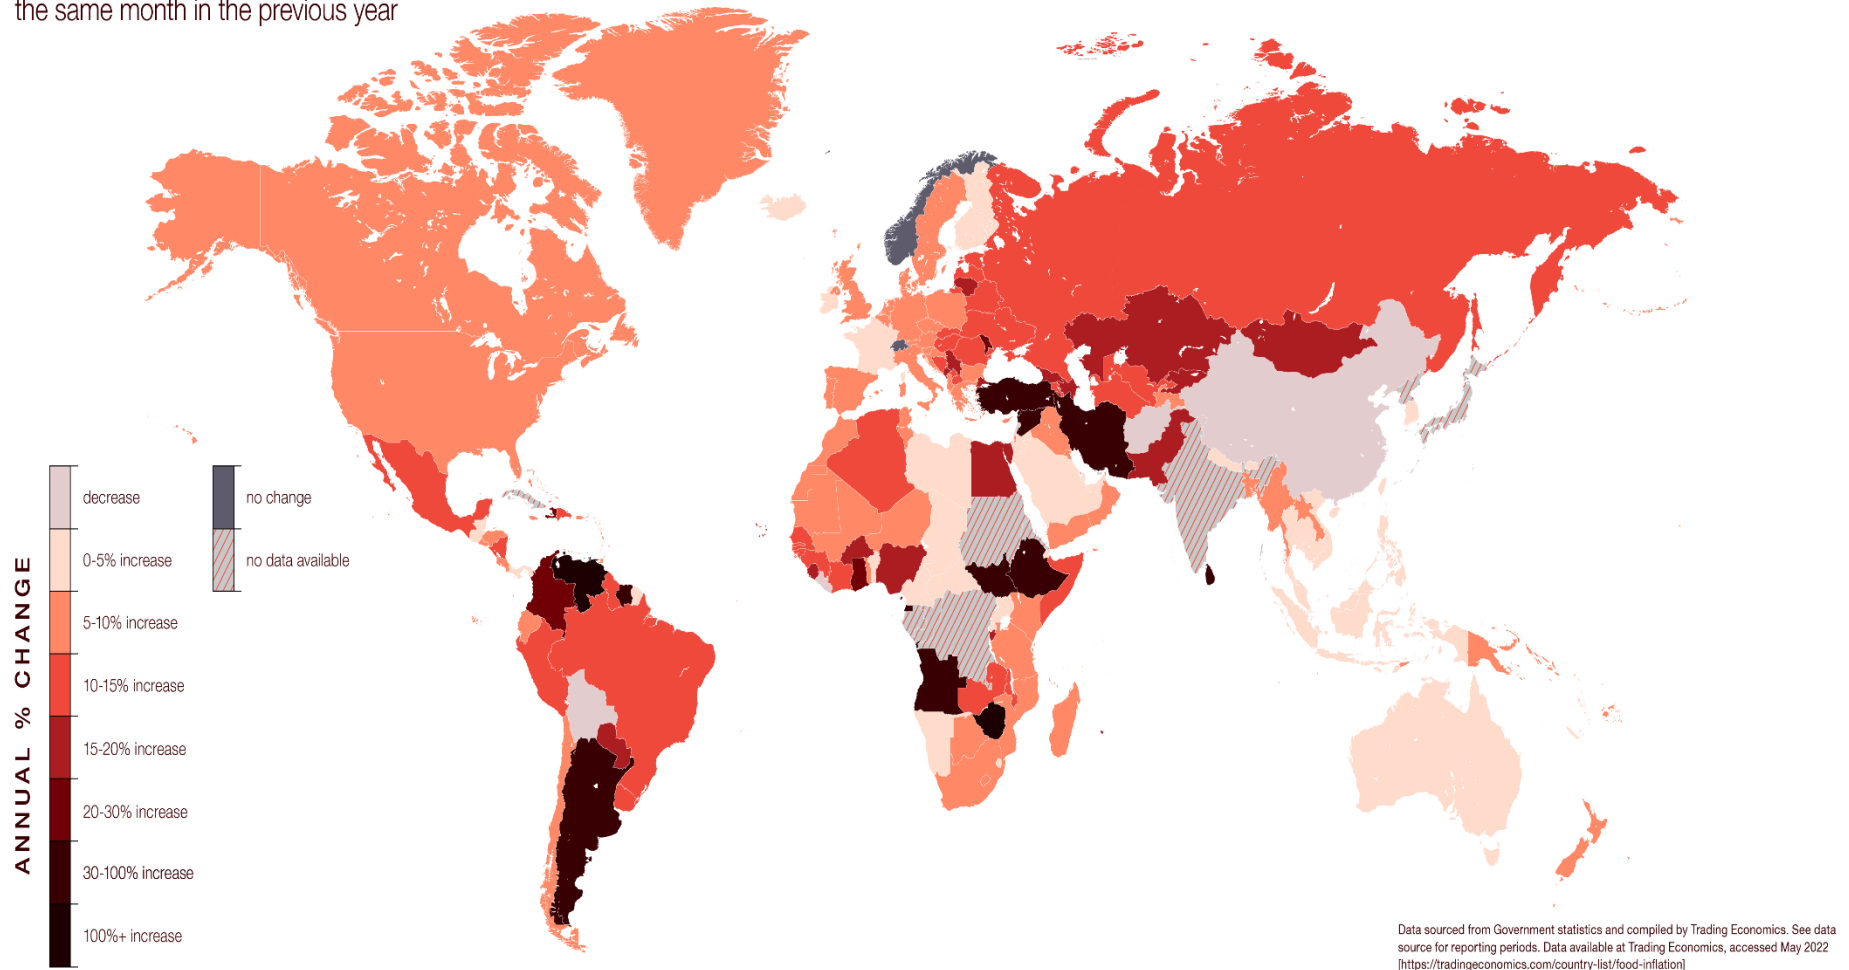 the same month in the previous year
decrease
0-5% increase
5-10% increase
10-15% increase
15-20% increase
20-30% increase
30-100% increase
100%+ increase
no change
no data available
ANNUAL % CHANGE
Data sourced from Government statistics and compiled by Trading Economics. See data
source for reporting periods. Data available at Trading Economics, accessed May 2022
[https://tradingeconomics.com/country-list/food-inflation]